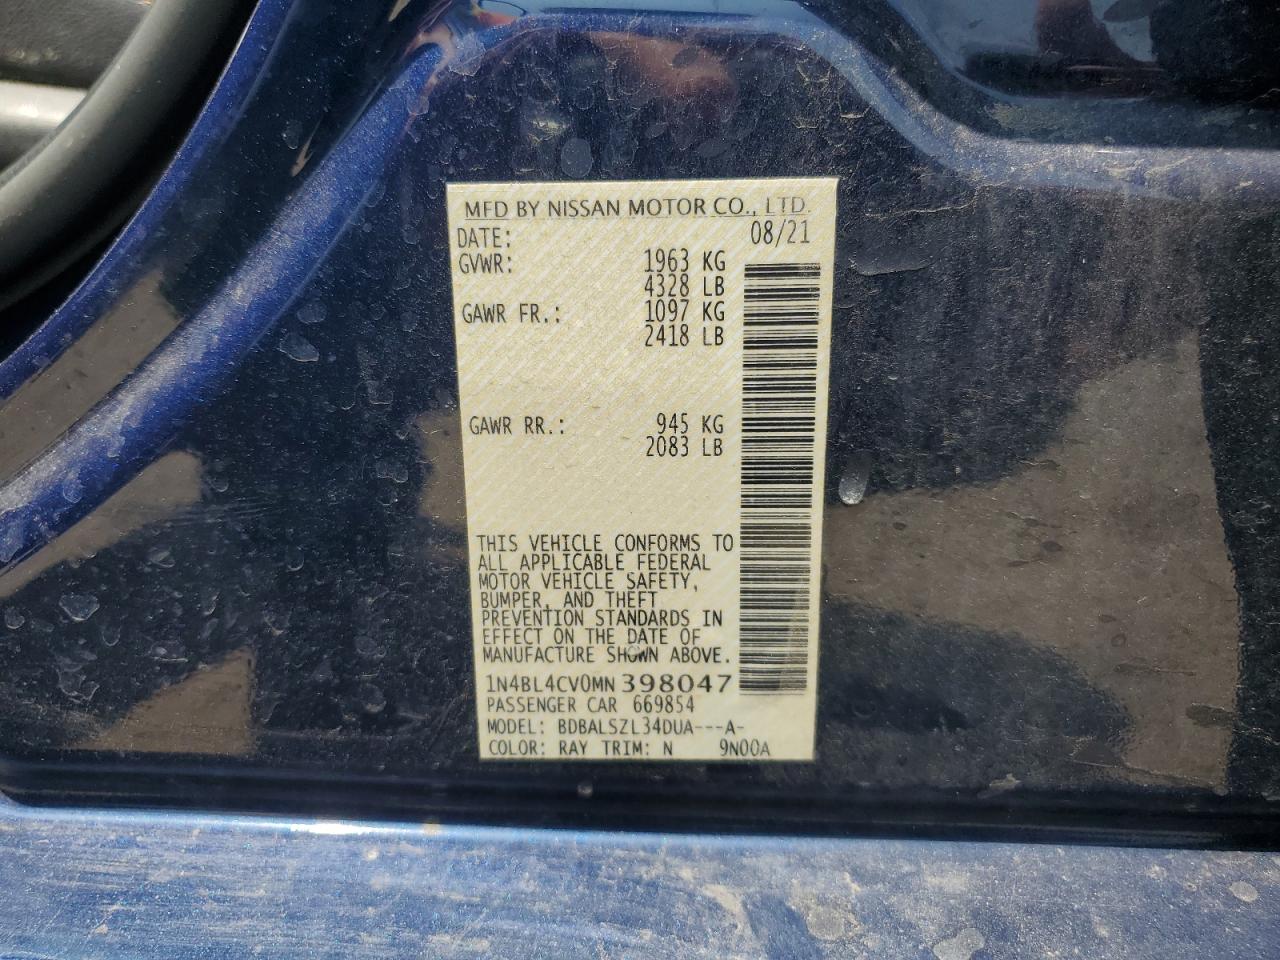 MFD BY NISSAN MOTOR CO., LTD.
DATE: 08/21
GVWR: 1963 KG
4328 LB
GAWR FR.: 1097 KG
2418 LB
GAWR RR.: 945 KG
2083 LB
THIS VEHICLE CONFORMS TO
ALL APPLICABLE FEDERAL
MOTOR VEHICLE SAFETY,
BUMPER, AND THEFT
PREVENTION STANDARDS IN
EFFECT ON THE DATE OF
MANUFACTURE SHOWN ABOVE.
1N4BL4CV0MN398047
PASSENGER CAR 669854
MODEL: BDBALSZL34DUA---A-
COLOR: RAY TRIM: N 9N00A